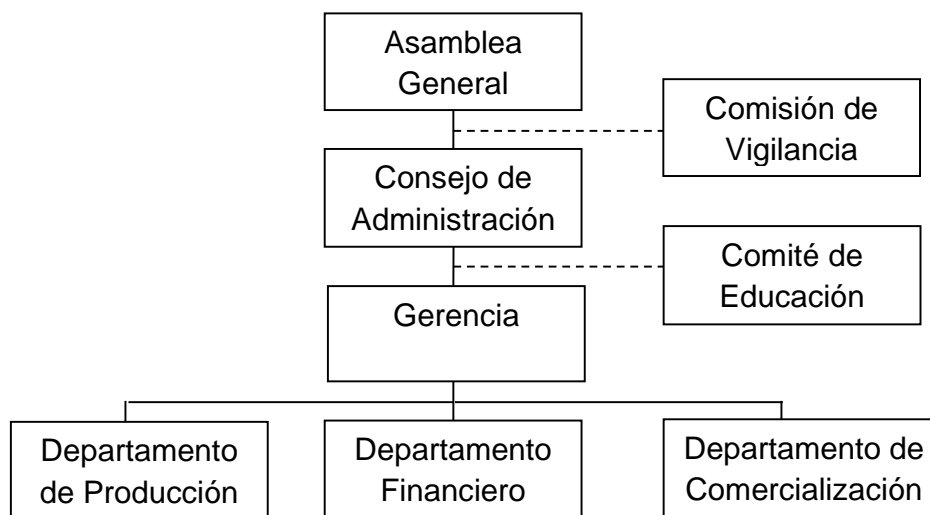 Asamblea
General
Comisión de
Vigilancia
Consejo de
Administración
Comité de
Educación
Gerencia
Departamento
de Producción
Departamento
Financiero
Departamento de
Comercialización